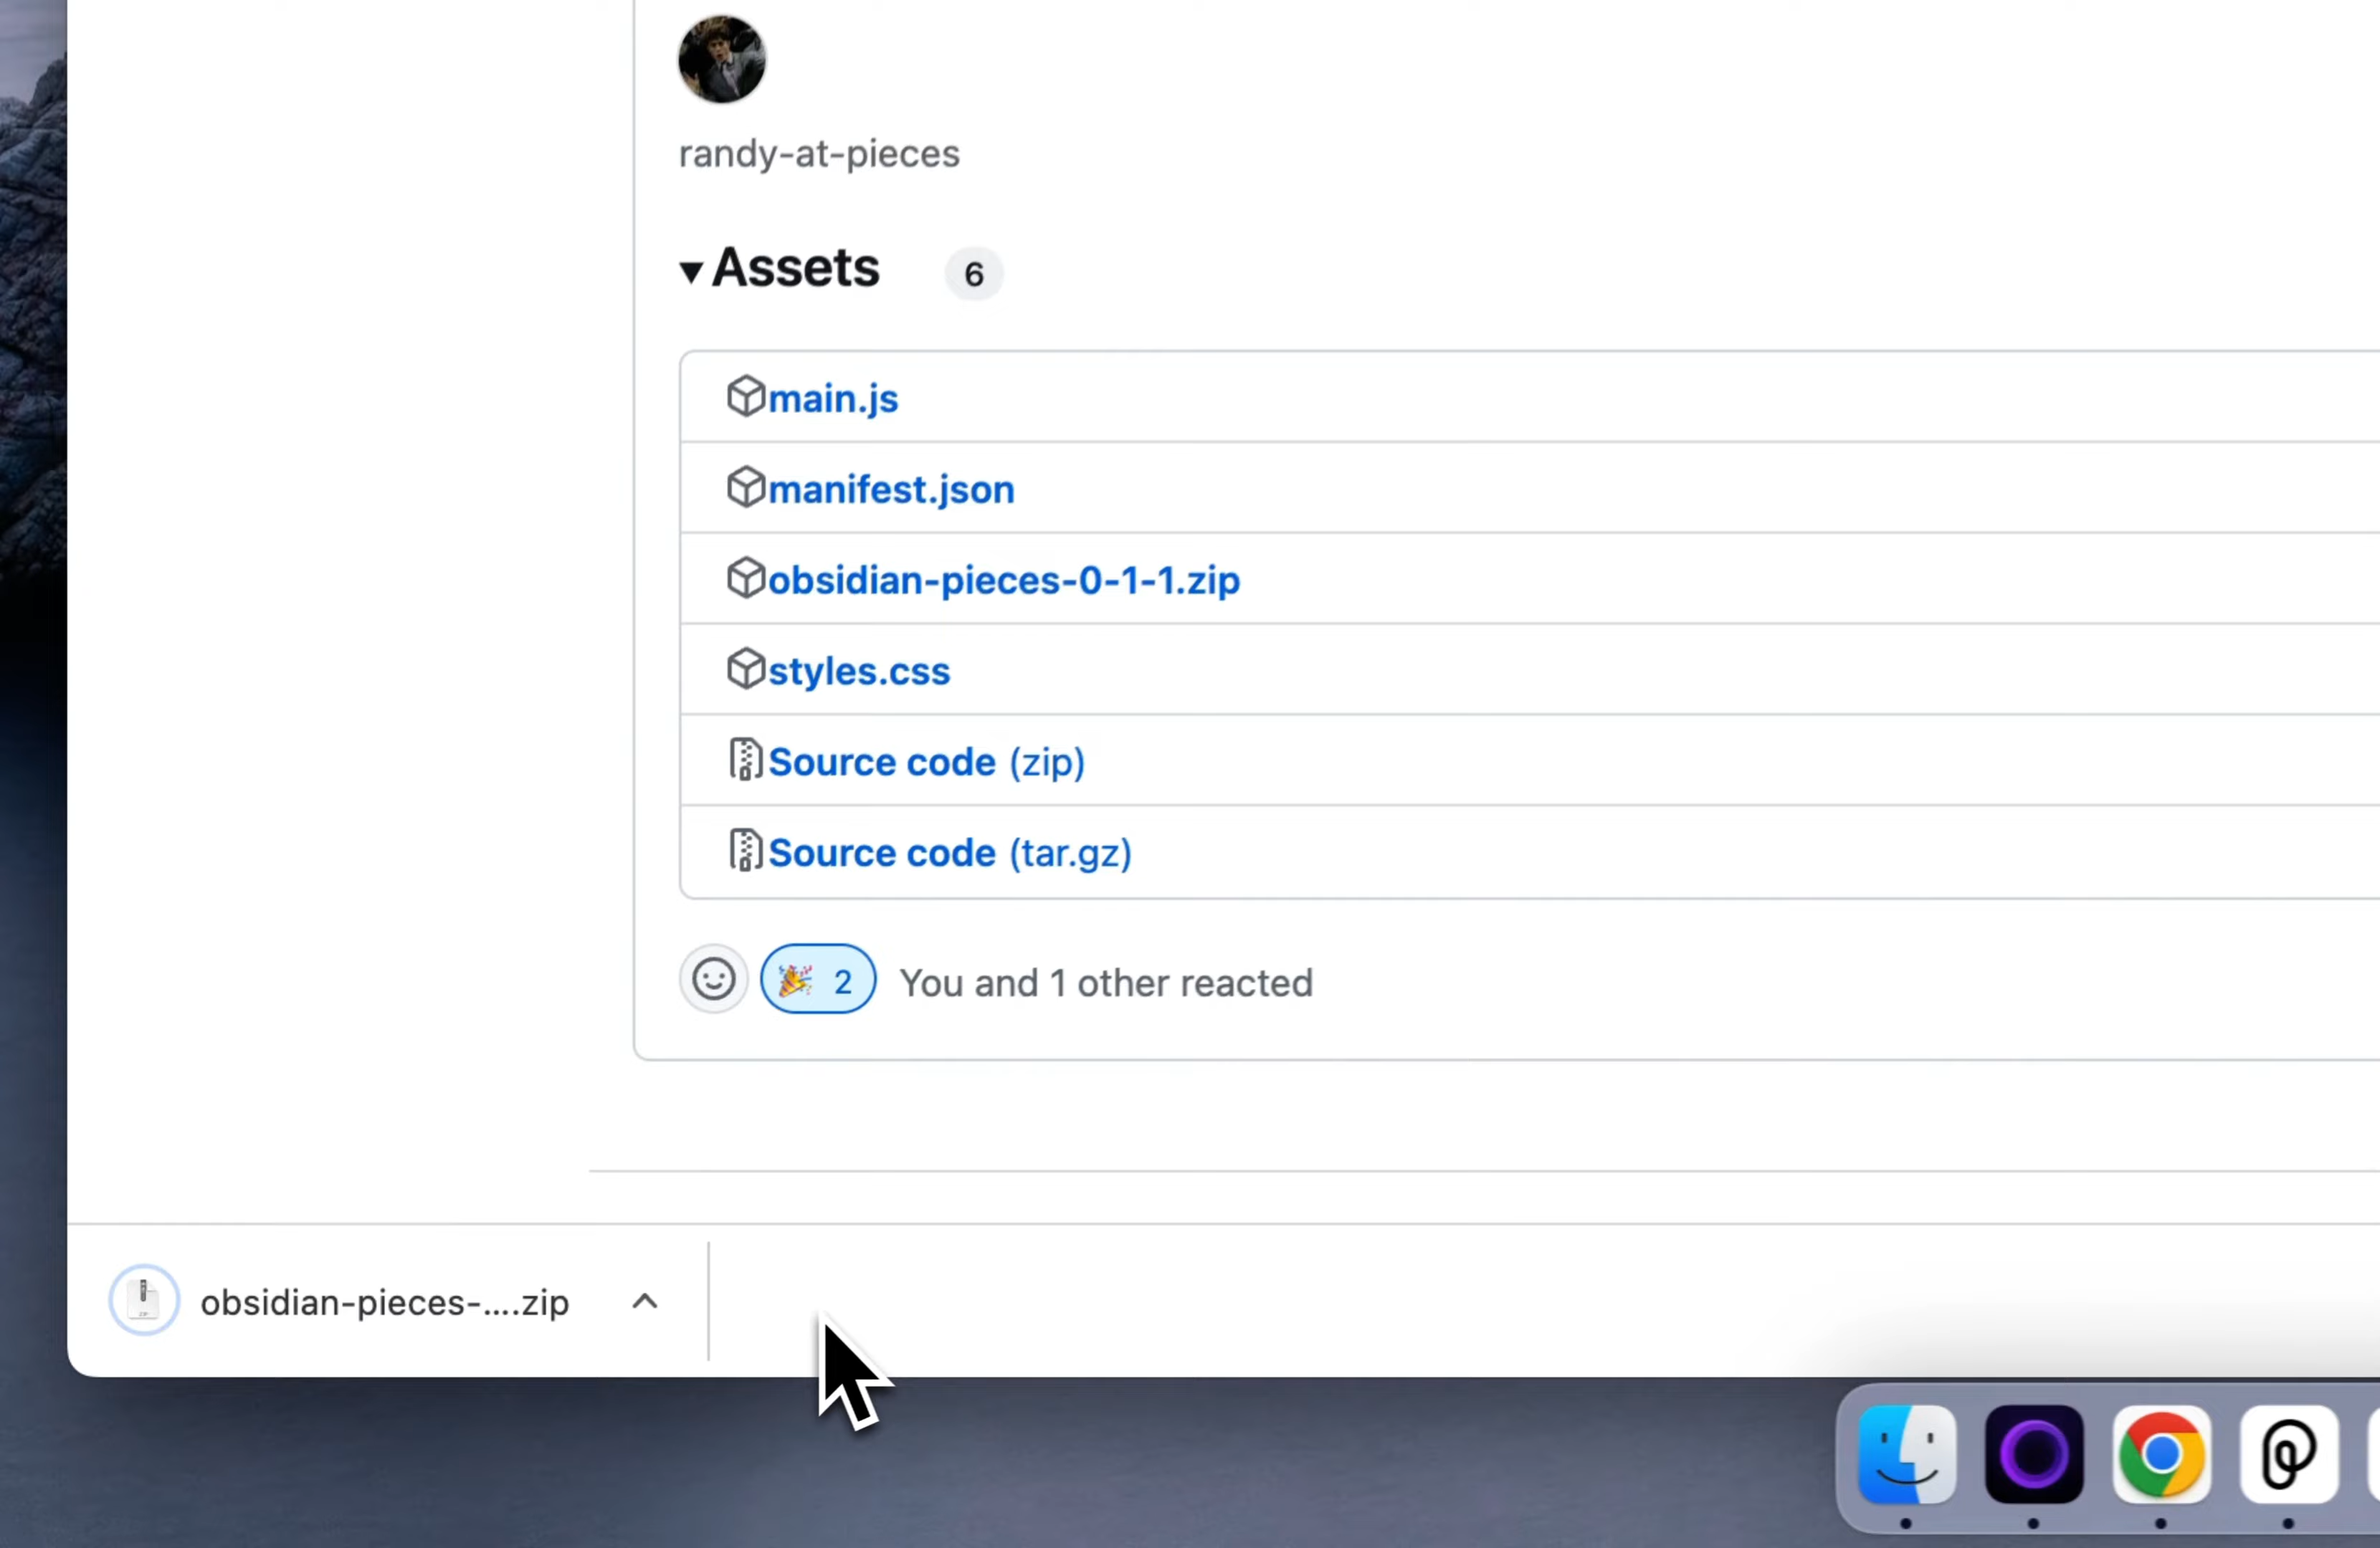 randy-at-pieces
Assets 6
main.js
manifest.json
obsidian-pieces-0-1-1.zip
styles.css
Source code (zip)
Source code (tar.gz)
2 You and 1 other reacted
obsidian-pieces-....zip